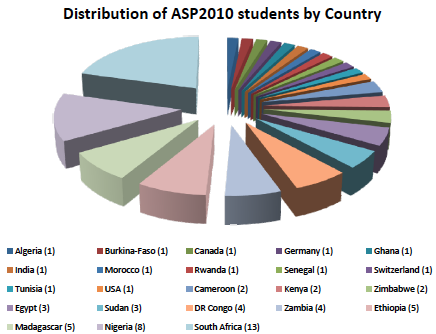 Distribution of ASP2010 students by Country
Algeria (1) Burkina-Faso (1) Canada (1) Germany (1) Ghana (1)
India (1) Morocco (1) Rwanda (1) Senegal (1) Switzerland (1)
Tunisia (1) USA (1) Cameroon (2) Kenya (2) Zimbabwe (2)
Egypt (3) Sudan (3) DR Congo (4) Zambia (4) Ethiopia (5)
Madagascar (5) Nigeria (8) South Africa (13)